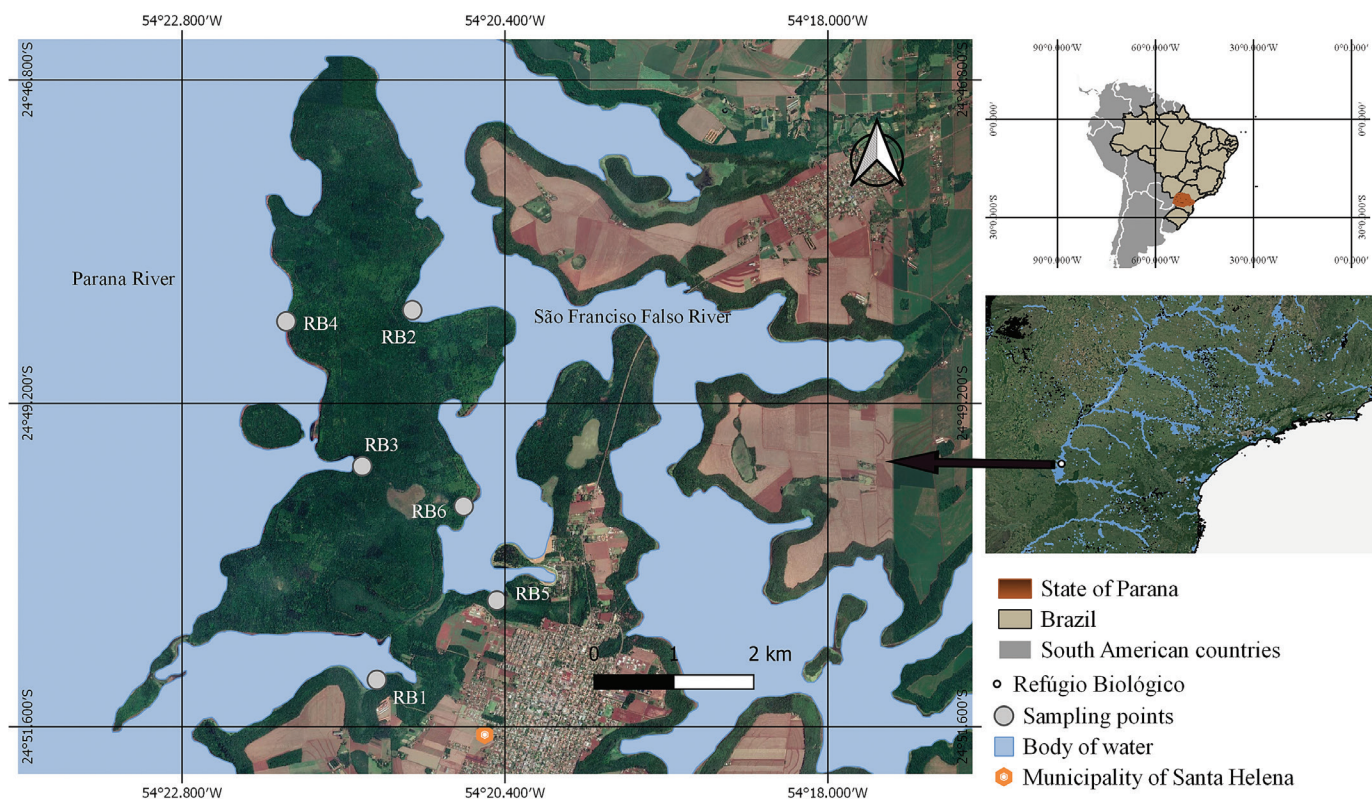 54°22.800'W 54°20.400'W 54°18.000'W
24°46.800'S 24°46.800'S
Parana River
São Franciso Falso River
RB4
RB2
24°49.200'S 24°49.200'S
RB3
RB6
RB5
0 1 2 km
RB1
24°51.600'S 24°51.600'S
54°22.800'W 54°20.400'W 54°18.000'W
90°0.000'W 60°0.000'W 30°0.000'W 0°0.000'
0°0.000' 0°0.000'
30°0.000'S 30°0.000'S
90°0.000'W 60°0.000'W 30°0.000'W 0°0.000'
State of Parana
Brazil
South American countries
Refúgio Biológico
Sampling points
Body of water
Municipality of Santa Helena